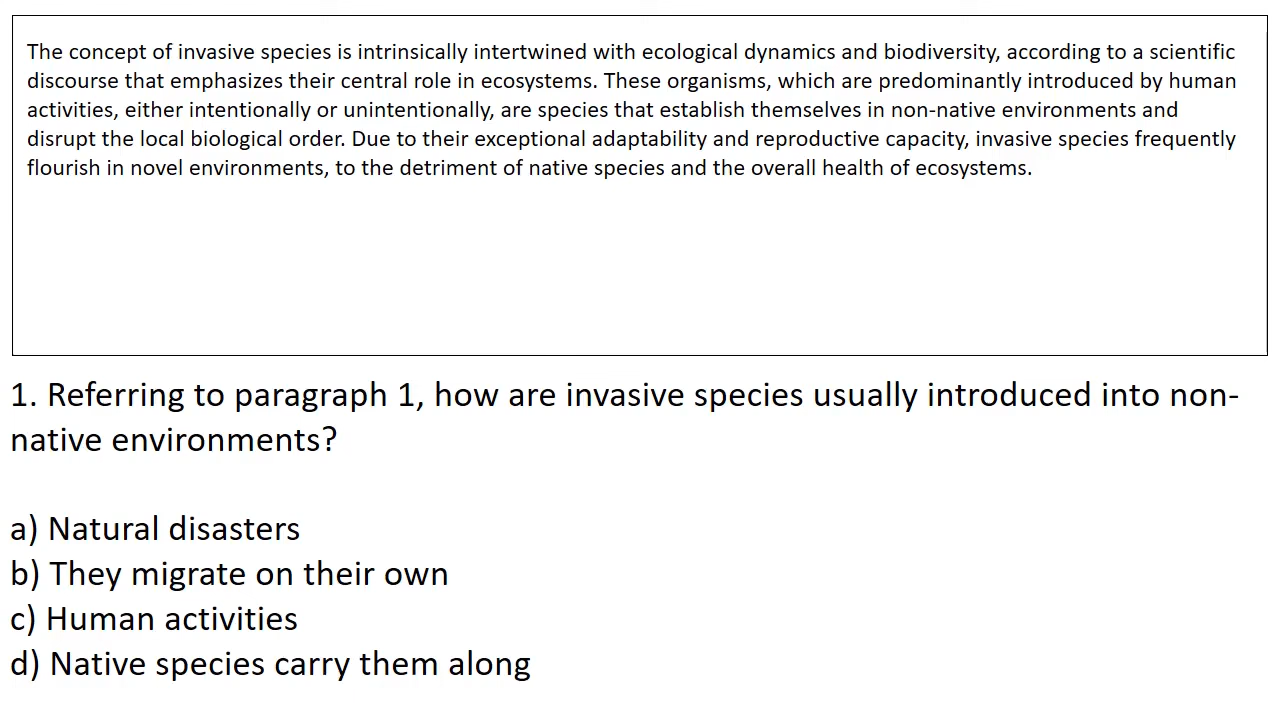 The concept of invasive species is intrinsically intertwined with ecological dynamics and biodiversity, according to a scientific
discourse that emphasizes their central role in ecosystems. These organisms, which are predominantly introduced by human
activities, either intentionally or unintentionally, are species that establish themselves in non-native environments and
disrupt the local biological order. Due to their exceptional adaptability and reproductive capacity, invasive species frequently
flourish in novel environments, to the detriment of native species and the overall health of ecosystems.
1. Referring to paragraph 1, how are invasive species usually introduced into non-
native environments?
a) Natural disasters
b) They migrate on their own
c) Human activities
d) Native species carry them along